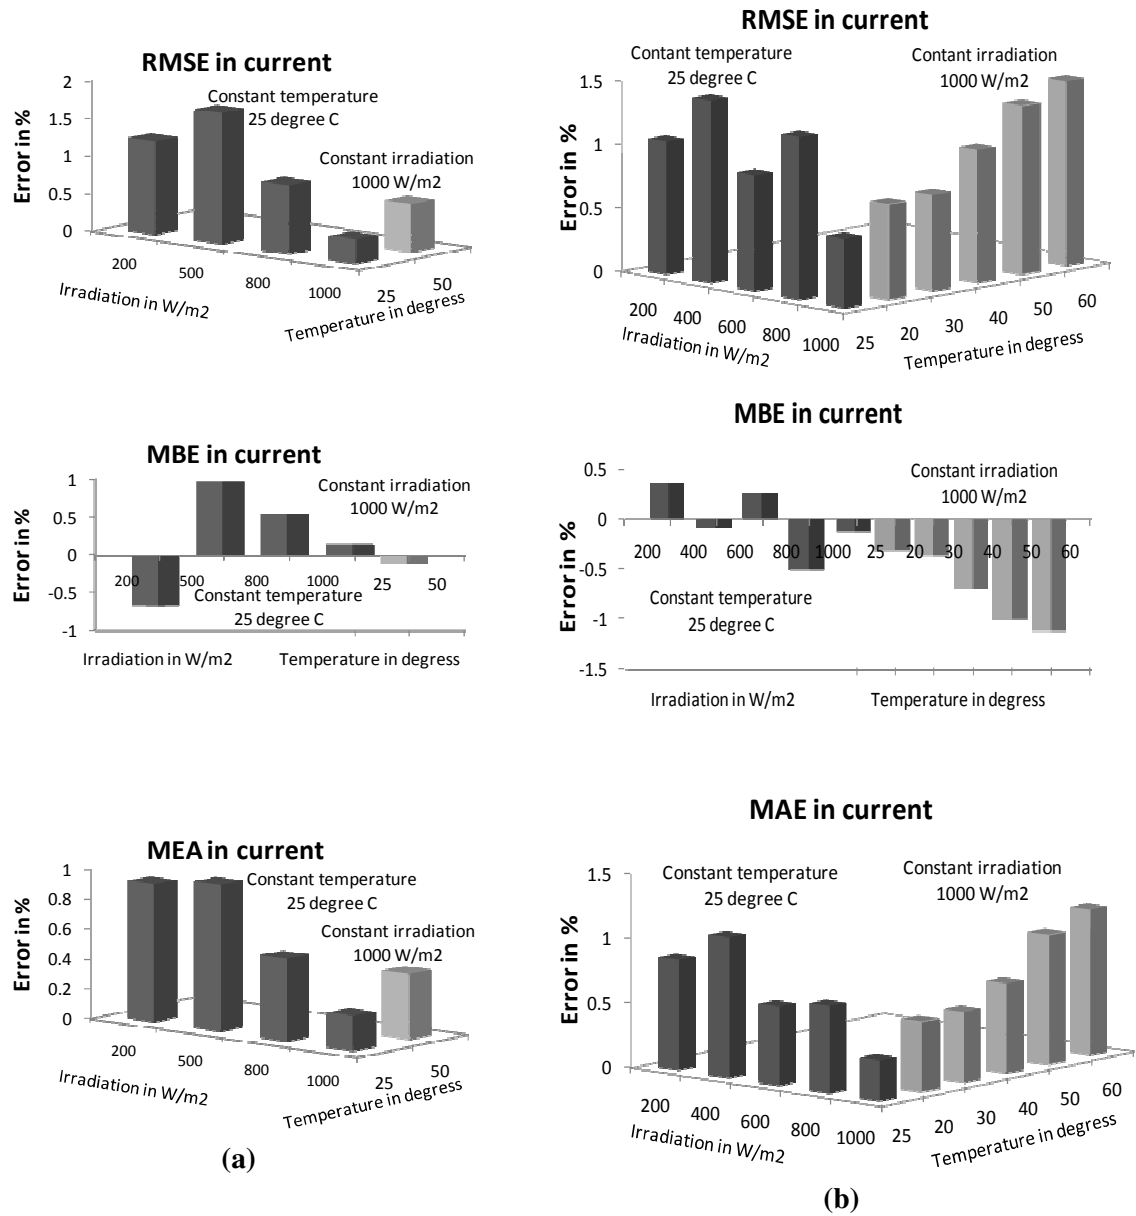 RMSE in current
2
1.5
1
0.5
0
Error in %
Constant temperature
25 degree C
Constant irradiation
1000 W/m2
200
500
800
1000
25
50
Irradiation in W/m2
Temperature in degress
MBE in current
1
0.5
0
-0.5
-1
Error in %
Constant irradiation
1000 W/m2
200
500
800
1000
25
50
Constant temperature
25 degree C
Irradiation in W/m2
Temperature in degress
MEA in current
1
0.8
0.6
0.4
0.2
0
Error in %
Constant temperature
25 degree C
Constant irradiation
1000 W/m2
200
500
800
1000
25
50
Irradiation in W/m2
Temperature in degress
(a)
RMSE in current
1.5
1
0.5
0
Error in %
Contant temperature
25 degree C
Contant irradiation
1000 W/m2
200
400
600
800
1000
25
20
30
40
50
60
Irradiation in W/m2
Temperature in degress
MBE in current
0.5
0
-0.5
-1
-1.5
Error in %
Constant irradiation
1000 W/m2
200
400
600
800
1000
25
20
30
40
50
60
Constant temperature
25 degree C
Irradiation in W/m2
Temperature in degress
MAE in current
1.5
1
0.5
0
Error in %
Constant temperature
25 degree C
Constant irradiation
1000 W/m2
200
400
600
800
1000
25
20
30
40
50
60
Irradiation in W/m2
Temperature in degress
(b)